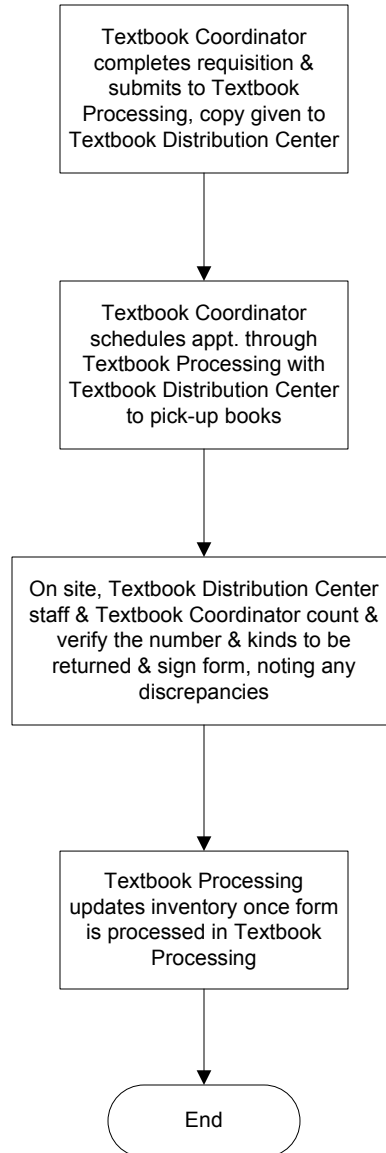 Textbook Coordinator
completes requisition &
submits to Textbook
Processing, copy given to
Textbook Distribution Center
Textbook Coordinator
schedules appt. through
Textbook Processing with
Textbook Distribution Center
to pick-up books
On site, Textbook Distribution Center
staff & Textbook Coordinator count &
verify the number & kinds to be
returned & sign form, noting any
discrepancies
Textbook Processing
updates inventory once form
is processed in Textbook
Processing
End